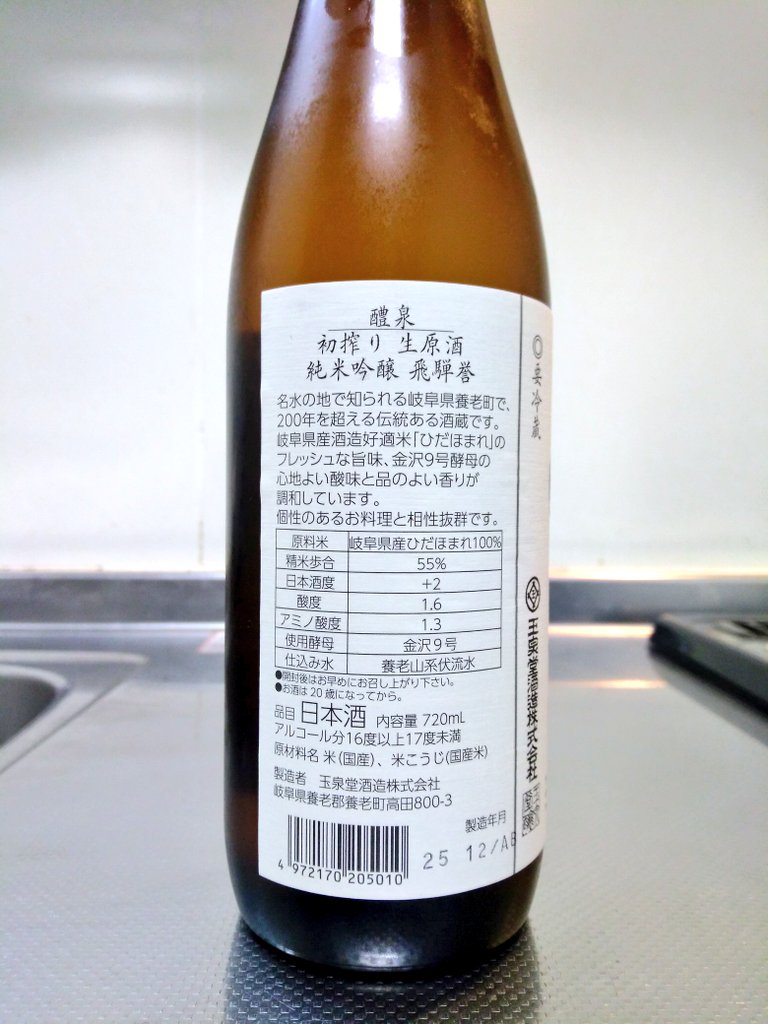 醴泉
初搾り 生原酒
純米吟醸 飛騨誉
名水の地で知られる岐阜県養老町で、
200年を超える伝統ある酒蔵です。
岐阜県産酒造好適米「ひだほまれ」の
フレッシュな旨味、金沢9号酵母の
心地よい酸味と品のよい香りが
調和しています。
個性のあるお料理と相性抜群です。
原料米 岐阜県産ひだほまれ100%
精米歩合 55%
日本酒度 +2
酸度 1.6
アミノ酸度 1.3
使用酵母 金沢9号
仕込み水 養老山系伏流水
●開封後はお早めにお召し上がり下さい。
●お酒は20歳になってから。
品目 日本酒 内容量 720mL
アルコール分16度以上17度未満
原材料名 米(国産)、米こうじ(国産米)
製造者 玉泉堂酒造株式会社
岐阜県養老郡養老町高田800-3
製造年月
25 12/AB
4 972170 205010
◎要冷蔵
玉泉堂酒造株式会社